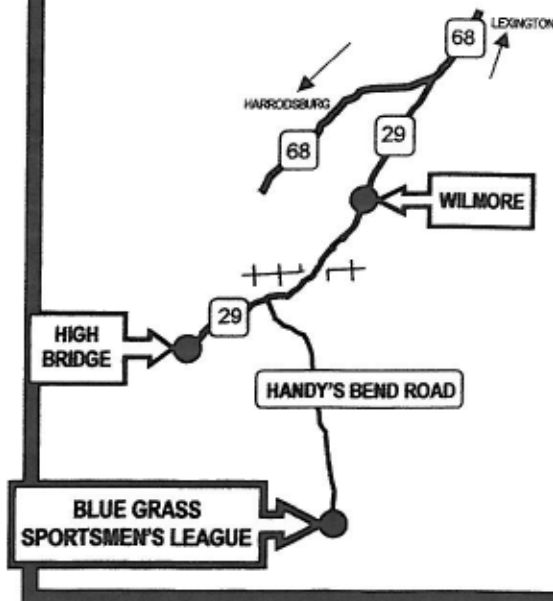 LEXINGTON
68
HARRODSBURG
68
29
WILMORE
29
HIGH
BRIDGE
HANDY'S BEND ROAD
BLUE GRASS
SPORTSMEN'S LEAGUE